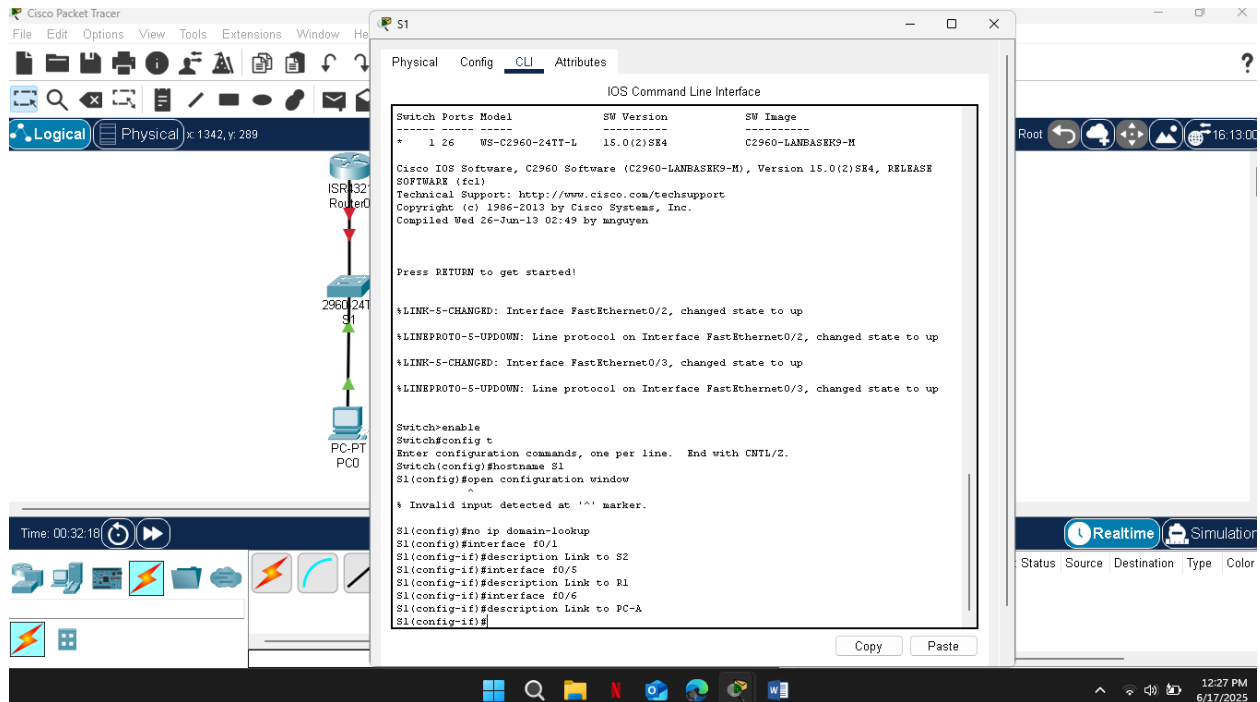 Cisco Packet Tracer
File Edit Options View Tools Extensions Window He
S1
Physical Config CLI Attributes
IOS Command Line Interface
Logical Physical x: 1342, y: 289
Root 16:13:00
Switch Ports Model SW Version SW Image
------ ----- ----- ---------- ----------
* 1 26 WS-C2960-24TT-L 15.0(2)SE4 C2960-LANBASEK9-M
Cisco IOS Software, C2960 Software (C2960-LANBASEK9-M), Version 15.0(2)SE4, RELEASE
SOFTWARE (fc1)
Technical Support: http://www.cisco.com/techsupport
Copyright (c) 1986-2013 by Cisco Systems, Inc.
Compiled Wed 26-Jun-13 02:49 by mnguyen
Press RETURN to get started!
%LINK-5-CHANGED: Interface FastEthernet0/2, changed state to up
%LINEPROTO-5-UPDOWN: Line protocol on Interface FastEthernet0/2, changed state to up
%LINK-5-CHANGED: Interface FastEthernet0/3, changed state to up
%LINEPROTO-5-UPDOWN: Line protocol on Interface FastEthernet0/3, changed state to up
Switch>enable
Switch#config t
Enter configuration commands, one per line. End with CNTL/Z.
Switch(config)#hostname S1
S1(config)#open configuration window
^
% Invalid input detected at '^' marker.
S1(config)#no ip domain-lookup
S1(config)#interface f0/1
S1(config-if)#description Link to S2
S1(config-if)#interface f0/5
S1(config-if)#description Link to R1
S1(config-if)#interface f0/6
S1(config-if)#description Link to PC-A
S1(config-if)#
Copy Paste
ISR432
Router0
2960-24T
S1
PC-PT
PC0
Time: 00:32:18
Realtime Simulation
Status Source Destination Type Color
12:27 PM
6/17/2025